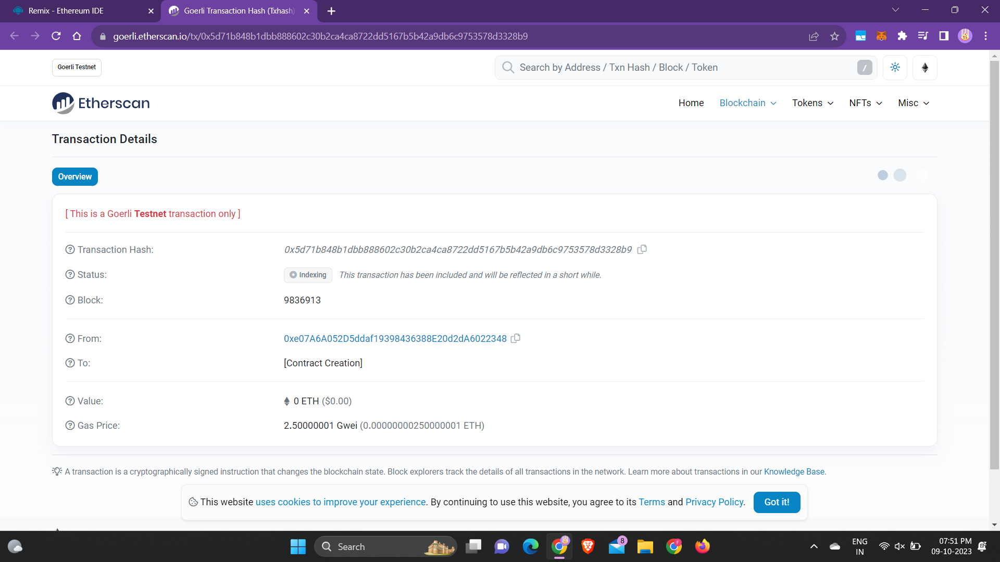 Remix - Ethereum IDE
Goerli Transaction Hash (Txhash)
goerli.etherscan.io/tx/0x5d71b848b1dbb888602c30b2ca4ca8722dd5167b5b42a9db6c9753578d3328b9
Goerli Testnet
Search by Address / Txn Hash / Block / Token
/
Etherscan
Home
Blockchain
Tokens
NFTs
Misc
Transaction Details
Overview
[ This is a Goerli Testnet transaction only ]
Transaction Hash:
0x5d71b848b1dbb888602c30b2ca4ca8722dd5167b5b42a9db6c9753578d3328b9
Status:
Indexing
This transaction has been included and will be reflected in a short while.
Block:
9836913
From:
0xe07A6A052D5ddaf19398436388E20d2dA6022348
To:
[Contract Creation]
Value:
0 ETH ($0.00)
Gas Price:
2.50000001 Gwei (0.00000000250000001 ETH)
A transaction is a cryptographically signed instruction that changes the blockchain state. Block explorers track the details of all transactions in the network. Learn more about transactions in our Knowledge Base.
This website uses cookies to improve your experience. By continuing to use this website, you agree to its Terms and Privacy Policy.
Got it!
Search
8
F
ENG
IN
07:51 PM
09-10-2023